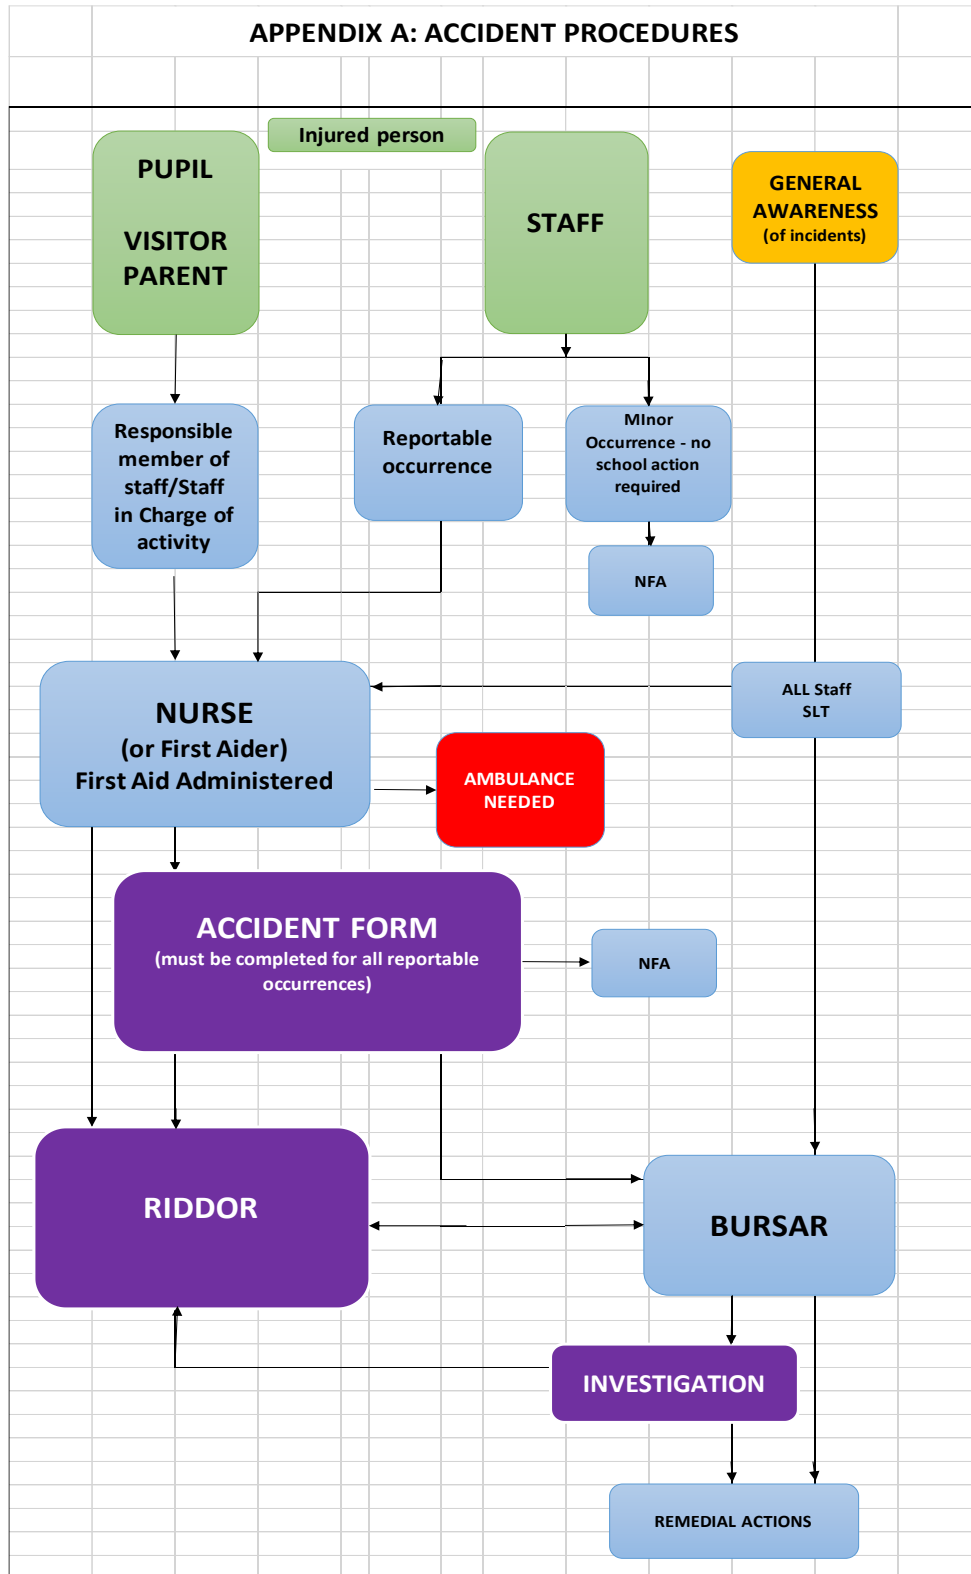 APPENDIX A: ACCIDENT PROCEDURES
Injured person
PUPIL
VISITOR
PARENT
STAFF
GENERAL
AWARENESS
(of incidents)
Responsible
member of
staff/Staff
in Charge of
activity
Reportable
occurrence
MInor
Occurrence - no
school action
required
NFA
NURSE
(or First Aider)
First Aid Administered
ALL Staff
SLT
AMBULANCE
NEEDED
ACCIDENT FORM
(must be completed for all reportable
occurrences)
NFA
RIDDOR
BURSAR
INVESTIGATION
REMEDIAL ACTIONS